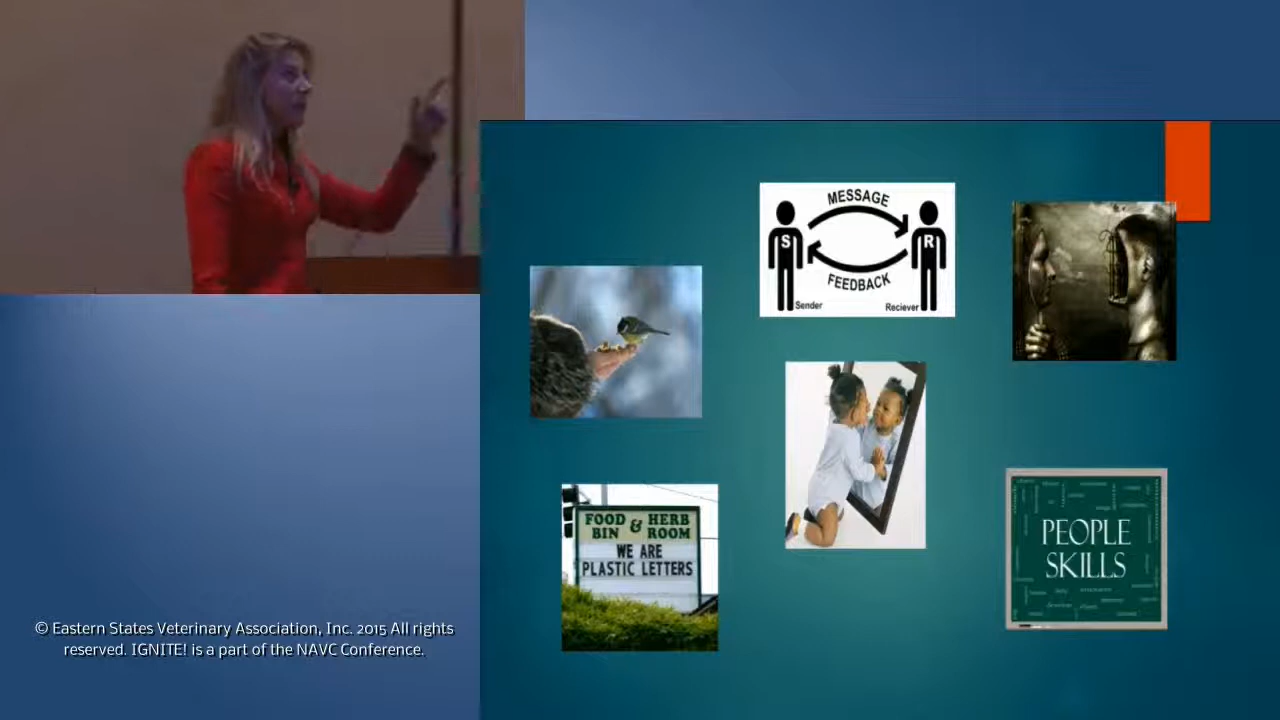 MESSAGE
S
R
FEEDBACK
Sender
Reciever
FOOD & HERB
BIN ROOM
WE ARE
PLASTIC LETTERS
PEOPLE
SKILLS
© Eastern States Veterinary Association, Inc. 2015 All rights
reserved. IGNITE! is a part of the NAVC Conference.